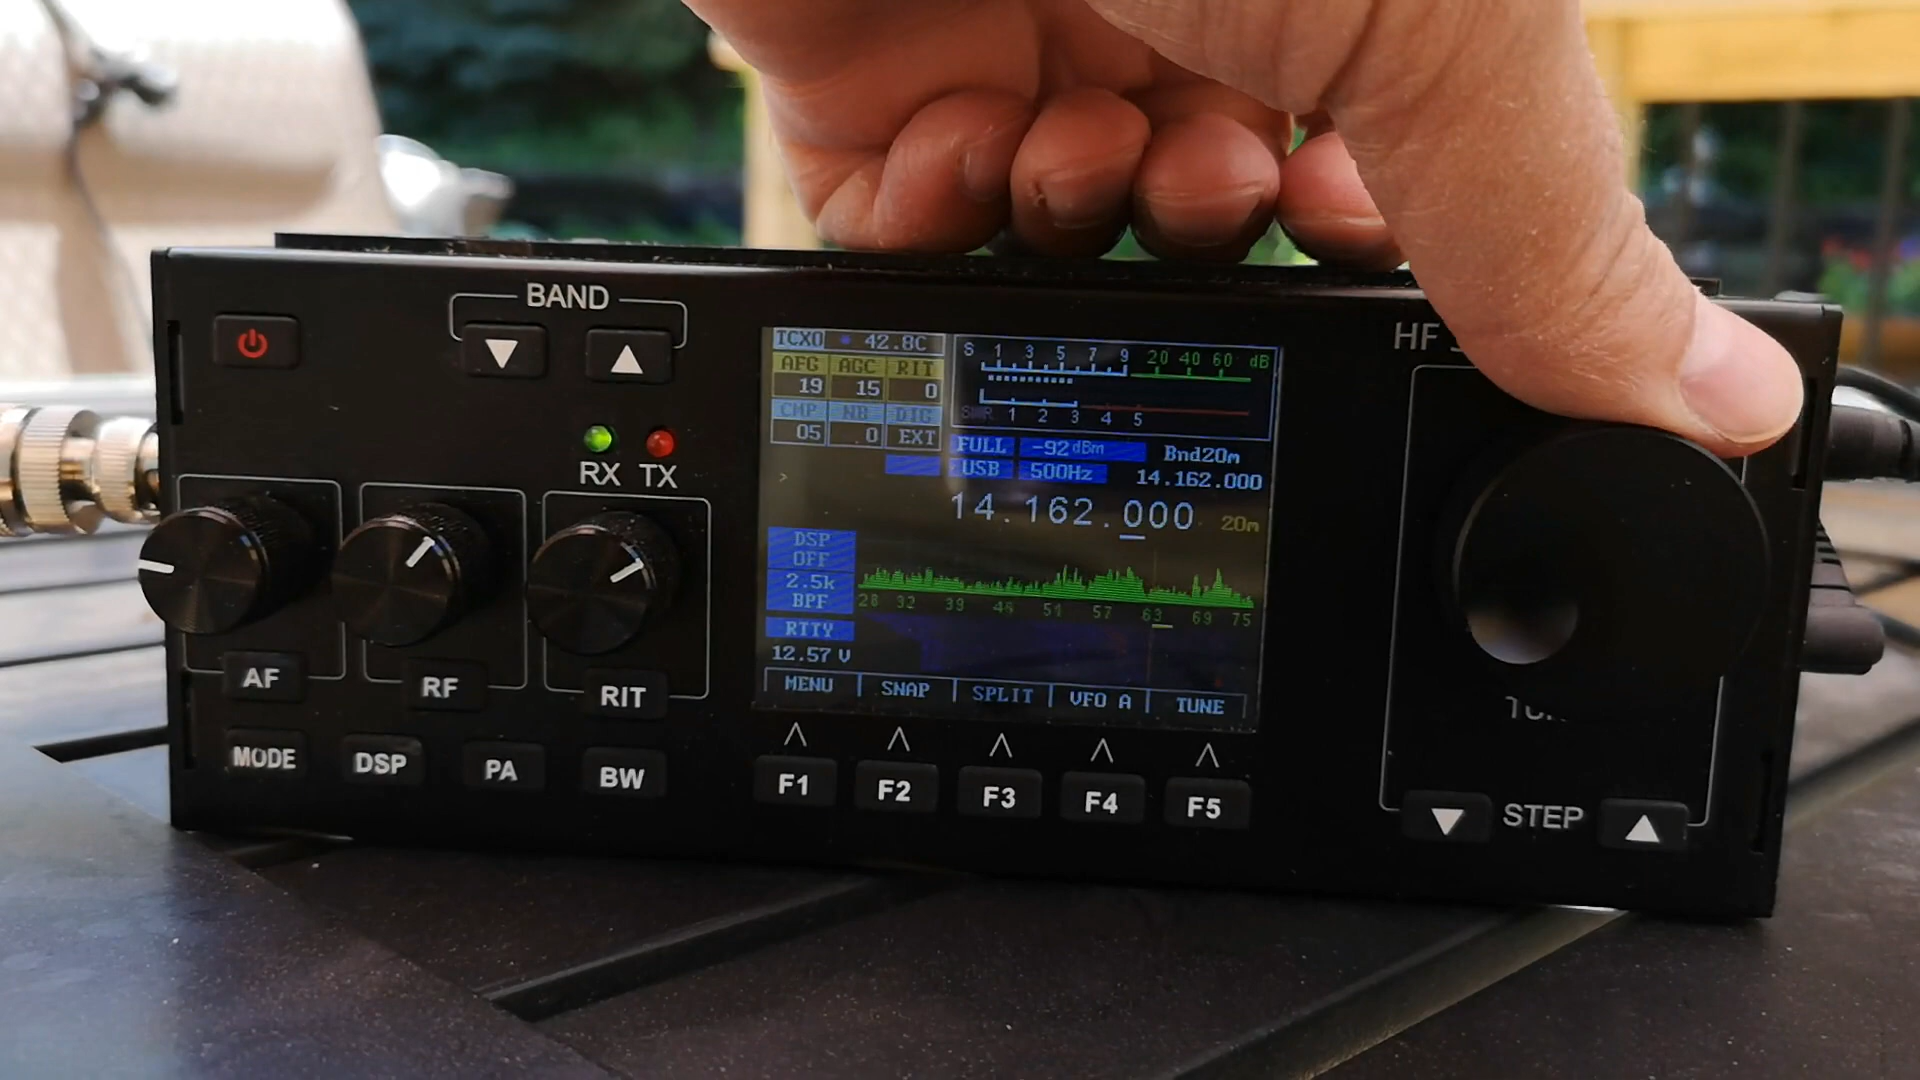 BAND
HF
RX TX
AF
RF
RIT
MODE
DSP
PA
BW
TCXO 42.8C
AFG AGC RIT
19 15 0
CMP NB DIG
05 0 EXT
S 1 3 5 7 9 20 40 60 dB
SWR 1 2 3 4 5
FULL -92dBm Bnd20m
USB 500Hz 14.162.000
>
14.162.000 20m
DSP
OFF
2.5k
BPF
28 32 39 51 57 63 69 75
RTTY
12.57 V
MENU SNAP SPLIT VFO A TUNE
F1 F2 F3 F4 F5
STEP